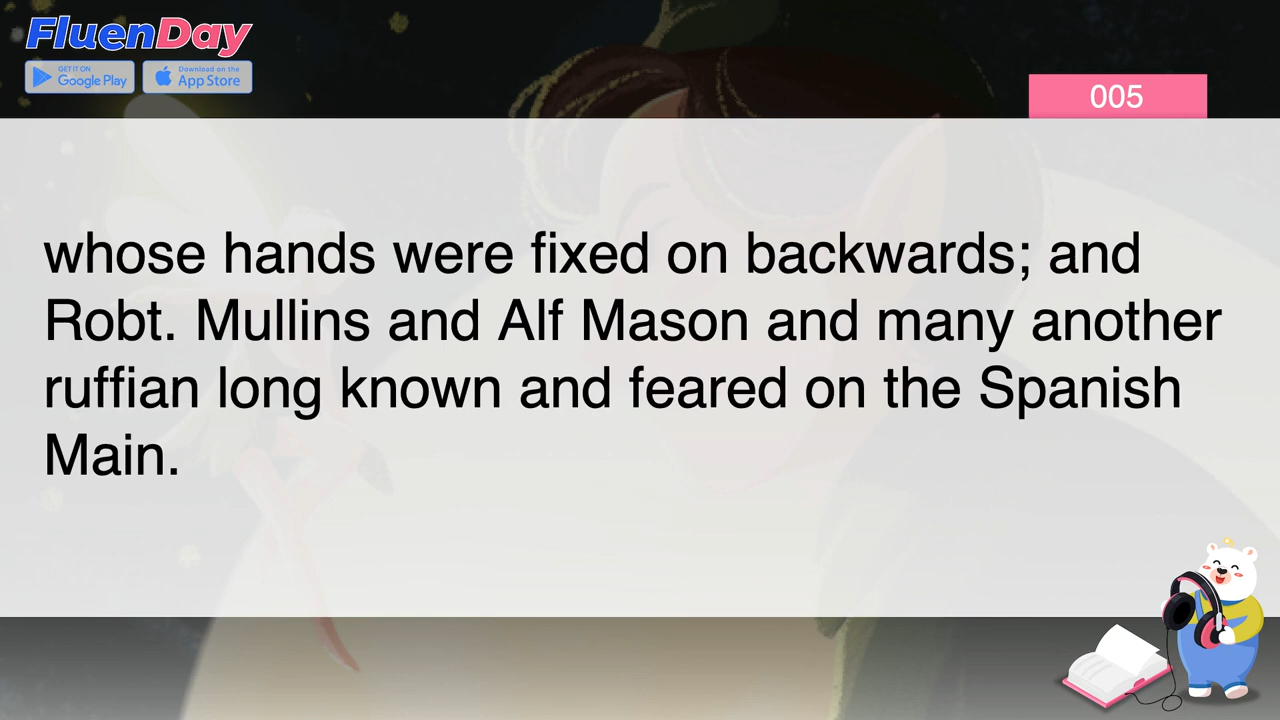 FluenDay
GET IT ON
Google Play
Download on the
App Store
005
whose hands were fixed on backwards; and
Robt. Mullins and Alf Mason and many another
ruffian long known and feared on the Spanish
Main.